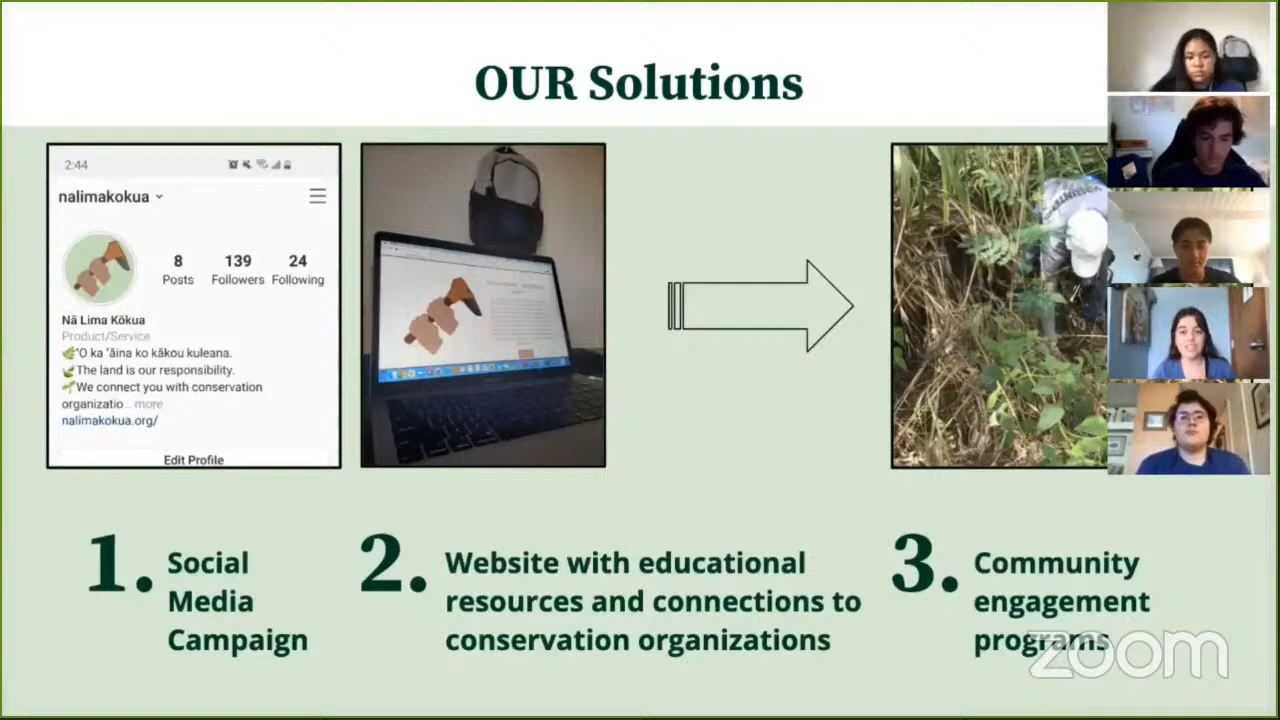 OUR Solutions
2:44
nalimakokua
8 139 24
Posts Followers Following
Nā Lima Kōkua
Product/Service
ʻO ka ʻāina ko kākou kuleana.
The land is our responsibility.
We connect you with conservation
organizatio... more
nalimakokua.org/
Edit Profile
1. Social
Media
Campaign
2. Website with educational
resources and connections to
conservation organizations
3. Community
engagement
programs
zoom